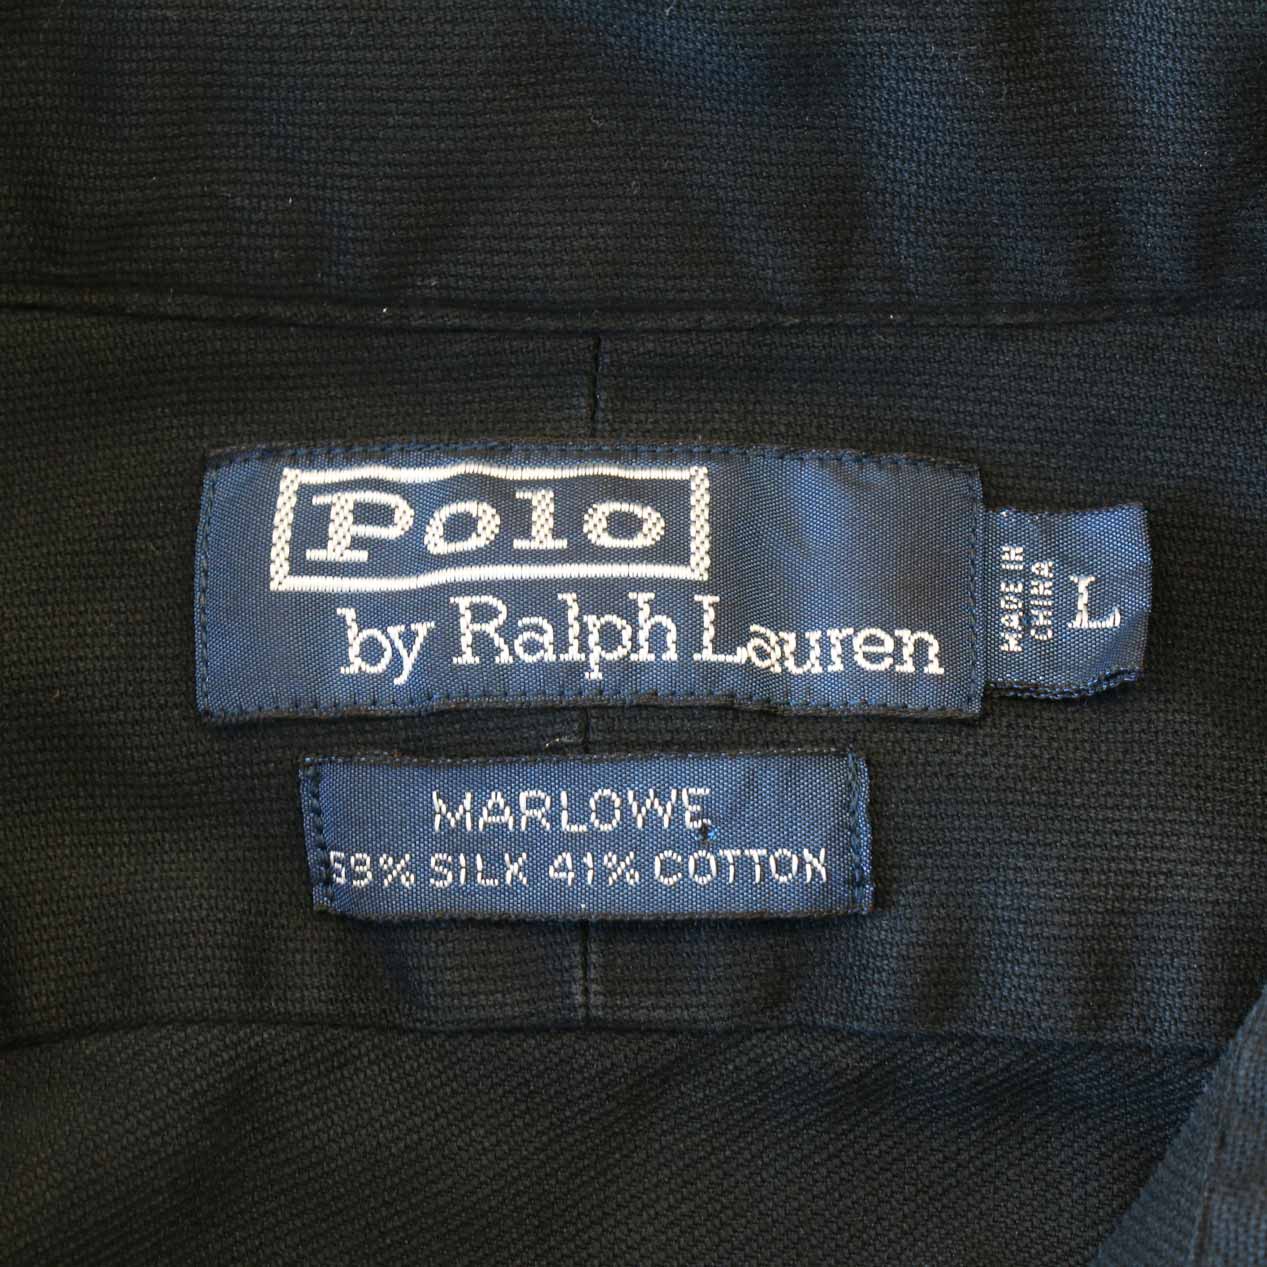 Polo
by Ralph Lauren
MADE IN
CHINA
L
MARLOWE
59% SILK 41% COTTON